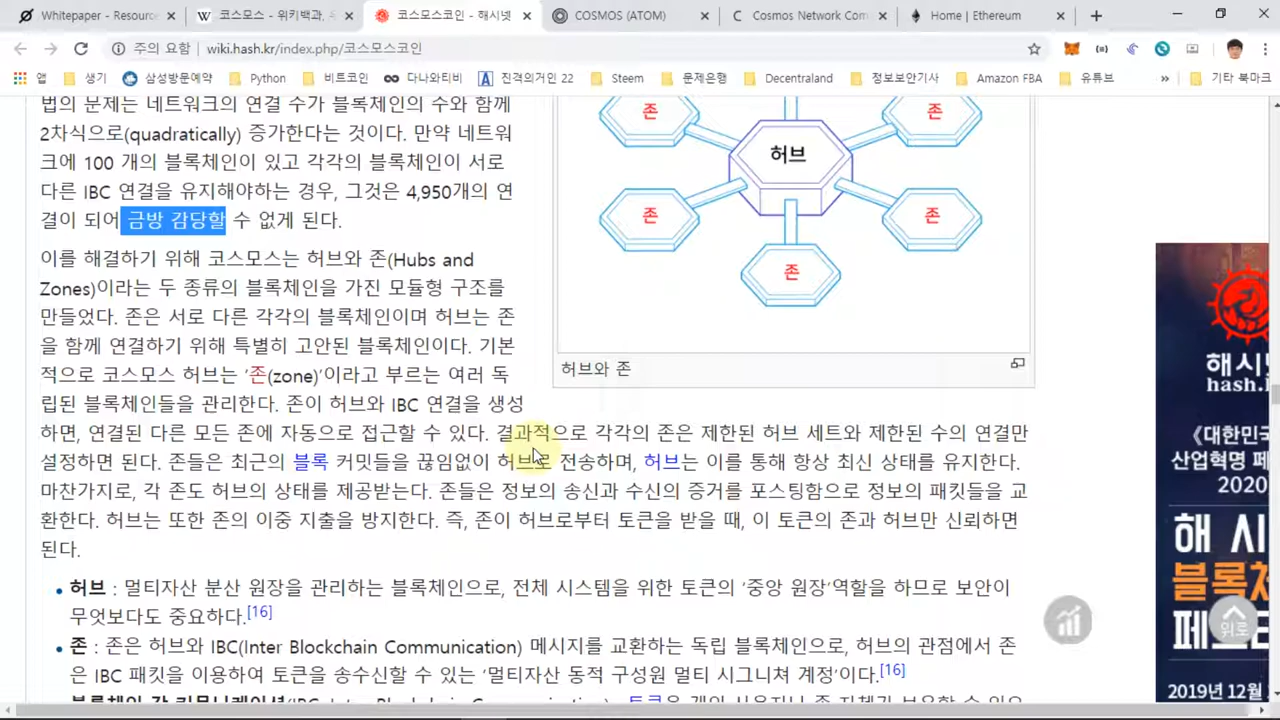 Whitepaper - Resource
코스모스 - 위키백과, 우
코스모스코인 - 해시넷
COSMOS (ATOM)
Cosmos Network Com
Home | Ethereum
주의 요함
wiki.hash.kr/index.php/코스모스코인
앱
생기
삼성방문예약
Python
비트코인
다나와티비
진격의거인 22
Steem
문제은행
Decentraland
정보보안기사
Amazon FBA
유튜브
기타 북마크
법의 문제는 네트워크의 연결 수가 블록체인의 수와 함께
2차식으로(quadratically) 증가한다는 것이다. 만약 네트워
크에 100 개의 블록체인이 있고 각각의 블록체인이 서로
다른 IBC 연결을 유지해야하는 경우, 그것은 4,950개의 연
결이 되어 금방 감당할 수 없게 된다.
이를 해결하기 위해 코스모스는 허브와 존(Hubs and
Zones)이라는 두 종류의 블록체인을 가진 모듈형 구조를
만들었다. 존은 서로 다른 각각의 블록체인이며 허브는 존
을 함께 연결하기 위해 특별히 고안된 블록체인이다. 기본
적으로 코스모스 허브는 '존(zone)'이라고 부르는 여러 독
립된 블록체인들을 관리한다. 존이 허브와 IBC 연결을 생성
하면, 연결된 다른 모든 존에 자동으로 접근할 수 있다. 결과적으로 각각의 존은 제한된 허브 세트와 제한된 수의 연결만
설정하면 된다. 존들은 최근의 블록 커밋들을 끊임없이 허브로 전송하며, 허브는 이를 통해 항상 최신 상태를 유지한다.
마찬가지로, 각 존도 허브의 상태를 제공받는다. 존들은 정보의 송신과 수신의 증거를 포스팅함으로 정보의 패킷들을 교
환한다. 허브는 또한 존의 이중 지출을 방지한다. 즉, 존이 허브로부터 토큰을 받을 때, 이 토큰의 존과 허브만 신뢰하면
된다.
존
존
허브
존
존
존
허브와 존
• 허브 : 멀티자산 분산 원장을 관리하는 블록체인으로, 전체 시스템을 위한 토큰의 '중앙 원장'역할을 하므로 보안이
무엇보다도 중요하다.[16]
• 존 : 존은 허브와 IBC(Inter Blockchain Communication) 메시지를 교환하는 독립 블록체인으로, 허브의 관점에서 존
은 IBC 패킷을 이용하여 토큰을 송수신할 수 있는 '멀티자산 동적 구성원 멀티 시그니쳐 계정'이다.[16]
해시
hash.
《대한민국
산업혁명 페
2020
해 시
블록체
페스
2019년 12월
위로